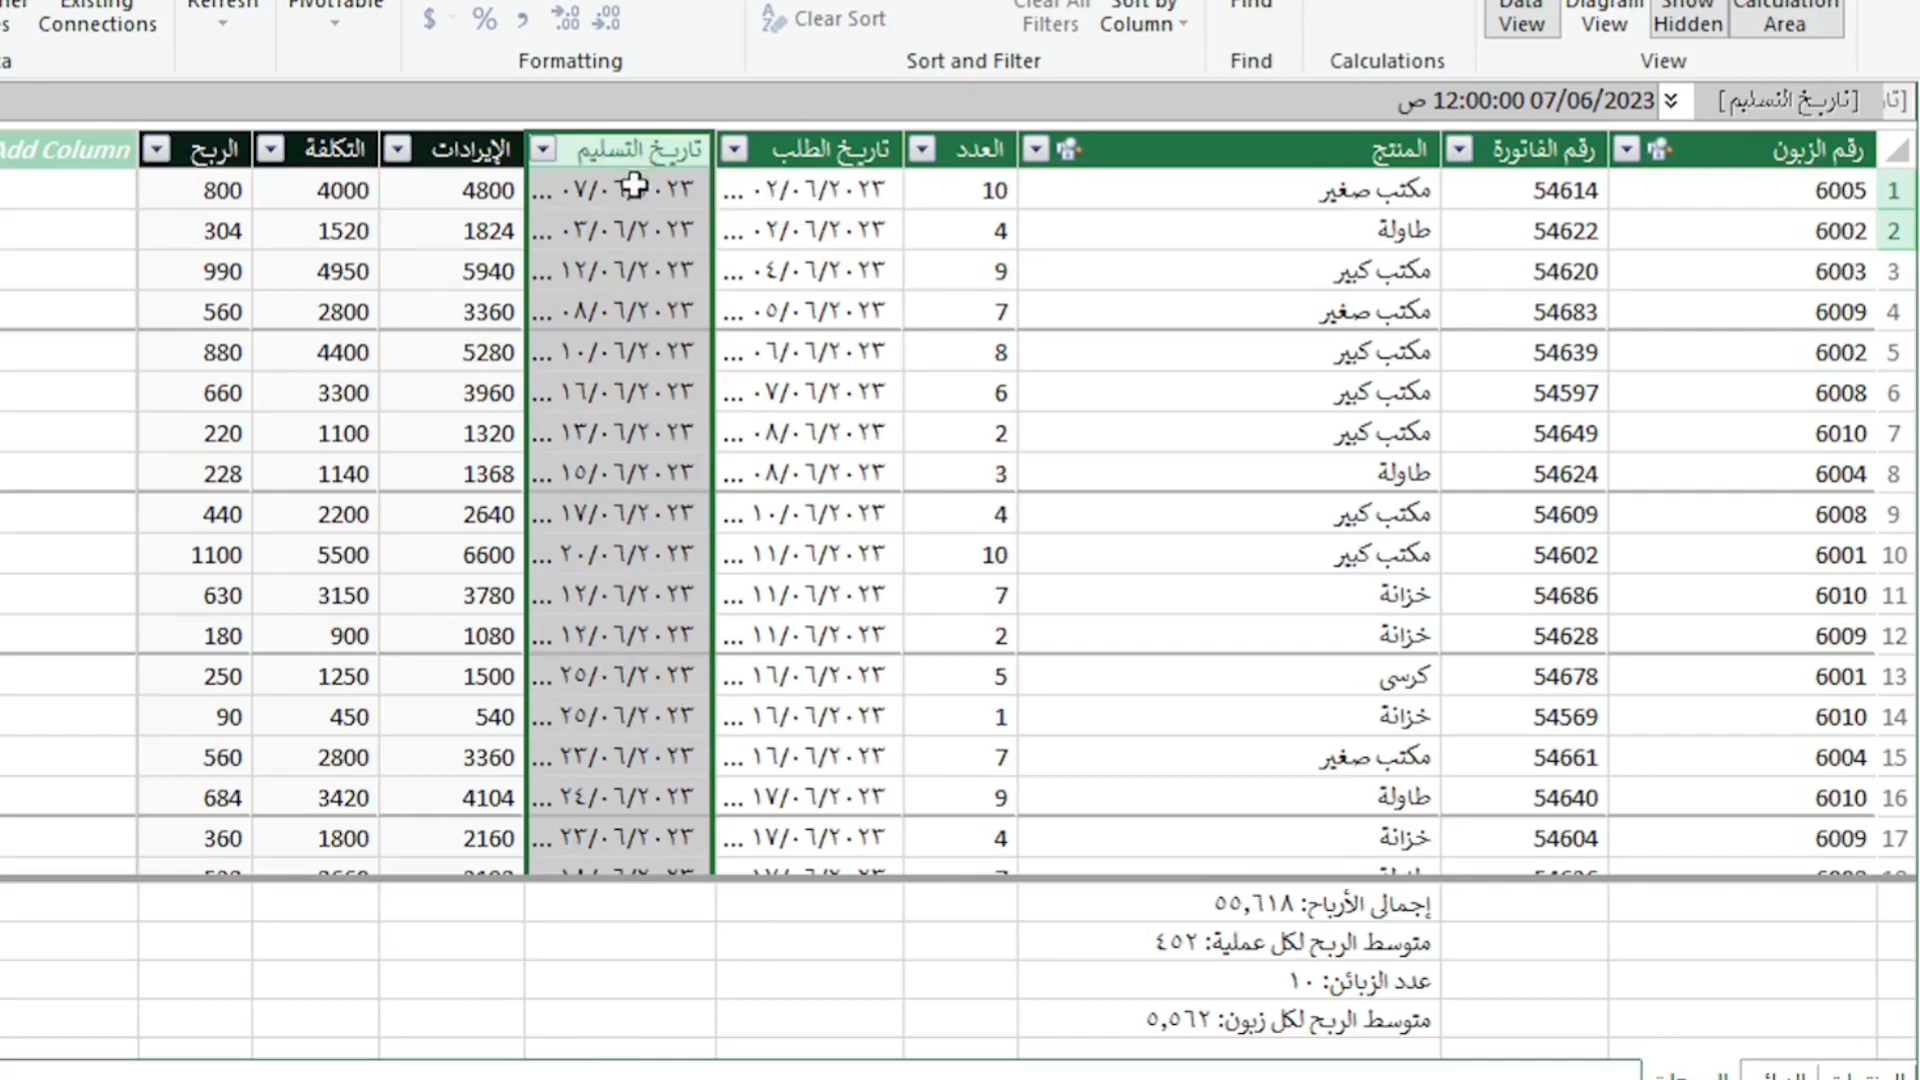 Existing Refresh PivotTable Clear All Sort by Find Data Diagram Show Calculation
Connections $ % , Clear Sort Filters Column View View Hidden Area
Formatting Sort and Filter Find Calculations View
[تاريخ التسليم] 07/06/2023 12:00:00 ص
رقم الزبون رقم الفاتورة المنتج العدد تاريخ الطلب تاريخ التسليم الإيرادات التكلفة الربح Add Column
1 6005 54614 مكتب صغير 10 ٠٢/٠٦/٢٠٢٣ ... ... 4800 4000 800
2 6002 54622 طاولة 4 ٠٢/٠٦/٢٠٢٣ ... ٠٣/٠٦/٢٠٢٣ ... 1824 1520 304
3 6003 54620 مكتب كبير 9 ٠٤/٠٦/٢٠٢٣ ... ١٢/٠٦/٢٠٢٣ ... 5940 4950 990
4 6009 54683 مكتب صغير 7 ٠٥/٠٦/٢٠٢٣ ... ٠٨/٠٦/٢٠٢٣ ... 3360 2800 560
5 6002 54639 مكتب كبير 8 ٠٦/٠٦/٢٠٢٣ ... ١٠/٠٦/٢٠٢٣ ... 5280 4400 880
6 6008 54597 مكتب كبير 6 ٠٧/٠٦/٢٠٢٣ ... ١٦/٠٦/٢٠٢٣ ... 3960 3300 660
7 6010 54649 مكتب كبير 2 ٠٨/٠٦/٢٠٢٣ ... ١٣/٠٦/٢٠٢٣ ... 1320 1100 220
8 6004 54624 طاولة 3 ٠٨/٠٦/٢٠٢٣ ... ١٥/٠٦/٢٠٢٣ ... 1368 1140 228
9 6008 54609 مكتب كبير 4 ١٠/٠٦/٢٠٢٣ ... ١٧/٠٦/٢٠٢٣ ... 2640 2200 440
10 6001 54602 مكتب كبير 10 ١١/٠٦/٢٠٢٣ ... ٢٠/٠٦/٢٠٢٣ ... 6600 5500 1100
11 6010 54686 خزانة 7 ١١/٠٦/٢٠٢٣ ... ١٢/٠٦/٢٠٢٣ ... 3780 3150 630
12 6009 54628 خزانة 2 ١١/٠٦/٢٠٢٣ ... ١٢/٠٦/٢٠٢٣ ... 1080 900 180
13 6001 54678 كرسي 5 ١٦/٠٦/٢٠٢٣ ... ٢٥/٠٦/٢٠٢٣ ... 1500 1250 250
14 6010 54569 خزانة 1 ١٦/٠٦/٢٠٢٣ ... ٢٥/٠٦/٢٠٢٣ ... 540 450 90
15 6004 54661 مكتب صغير 7 ١٦/٠٦/٢٠٢٣ ... ٢٣/٠٦/٢٠٢٣ ... 3360 2800 560
16 6010 54640 طاولة 9 ١٧/٠٦/٢٠٢٣ ... ٢٤/٠٦/٢٠٢٣ ... 4104 3420 684
17 6009 54604 خزانة 4 ١٧/٠٦/٢٠٢٣ ... ٢٣/٠٦/٢٠٢٣ ... 2160 1800 360
إجمالي الأرباح: ٥٥,٦١٨
متوسط الربح لكل عملية: ٤٥٢
عدد الزبائن: ١٠
متوسط الربح لكل زبون: ٥,٥٦٢